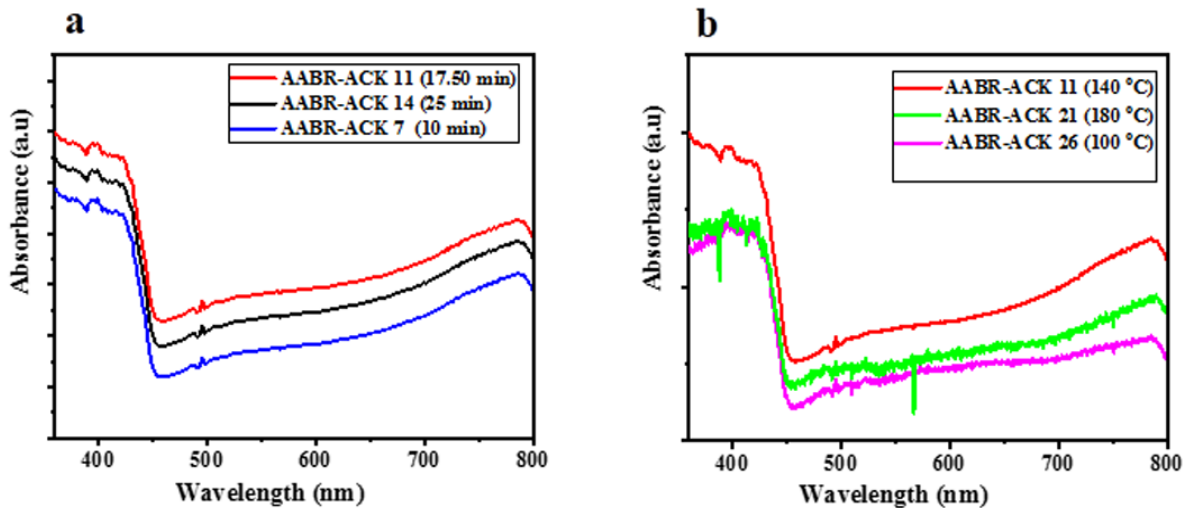 a
AABR-ACK 11 (17.50 min)
AABR-ACK 14 (25 min)
AABR-ACK 7 (10 min)
Absorbance (a.u)
400 500 600 700 800
Wavelength (nm)
b
AABR-ACK 11 (140 °C)
AABR-ACK 21 (180 °C)
AABR-ACK 26 (100 °C)
Absorbance (a.u)
400 500 600 700 800
Wavelength (nm)